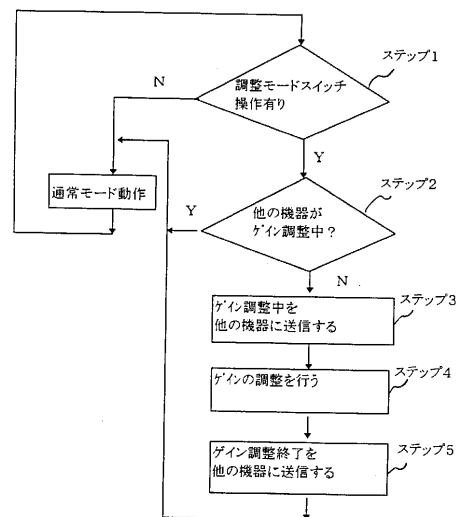 ステップ1
調整モードスイッチ
操作有り
N
Y
通常モード動作
ステップ2
他の機器が
ゲイン調整中?
Y
N
ステップ3
ゲイン調整中を
他の機器に送信する
ステップ4
ゲインの調整を行う
ステップ5
ゲイン調整終了を
他の機器に送信する